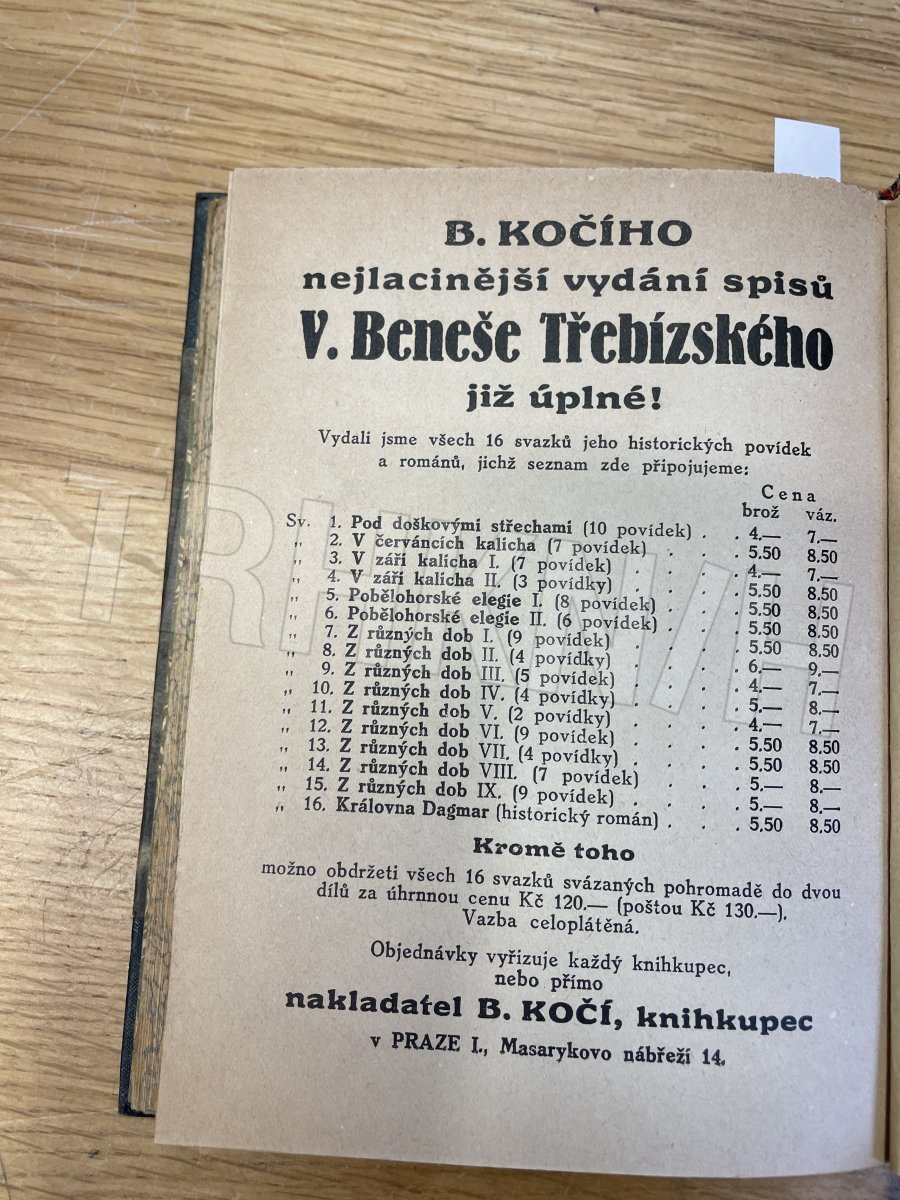 B. KOČÍHO
nejlacinější vydání spisů
V. Beneše Třebízského
již úplné!
Vydali jsme všech 16 svazků jeho historických povídek
a románů, jichž seznam zde připojujeme:
Cena
brož váz.
Sv. 1. Pod doškovými střechami (10 povídek) . . 4.— 7.—
„ 2. V červáncích kalicha (7 povídek) . . . 5.50 8.50
„ 3. V záři kalicha I. (7 povídek) . . . . 4.— 7.—
„ 4. V záři kalicha II. (3 povídky) . . . . 5.50 8.50
„ 5. Pobělohorské elegie I. (8 povídek) . . . 5.50 8.50
„ 6. Pobělohorské elegie II. (6 povídek) . . . 5.50 8.50
„ 7. Z různých dob I. (9 povídek) . . . . 5.50 8.50
„ 8. Z různých dob II. (4 povídky) . . . . 6.— 9.—
„ 9. Z různých dob III. (5 povídek) . . . . 4.— 7.—
„ 10. Z různých dob IV. (4 povídky) . . . . 5.— 8.—
„ 11. Z různých dob V. (2 povídky) . . . . 4.— 7.—
„ 12. Z různých dob VI. (9 povídek) . . . . 5.50 8.50
„ 13. Z různých dob VII. (4 povídky) . . . . 5.50 8.50
„ 14. Z různých dob VIII. (7 povídek) . . . 5.— 8.—
„ 15. Z různých dob IX. (9 povídek) . . . . 5.— 8.—
„ 16. Královna Dagmar (historický román) . . . 5.50 8.50
Kromě toho
možno obdržeti všech 16 svazků svázaných pohromadě do dvou
dílů za úhrnnou cenu Kč 120.— (poštou Kč 130.—).
Vazba celoplátěná.
Objednávky vyřizuje každý knihkupec,
nebo přímo
nakladatel B. KOČÍ, knihkupec
v PRAZE I., Masarykovo nábřeží 14.